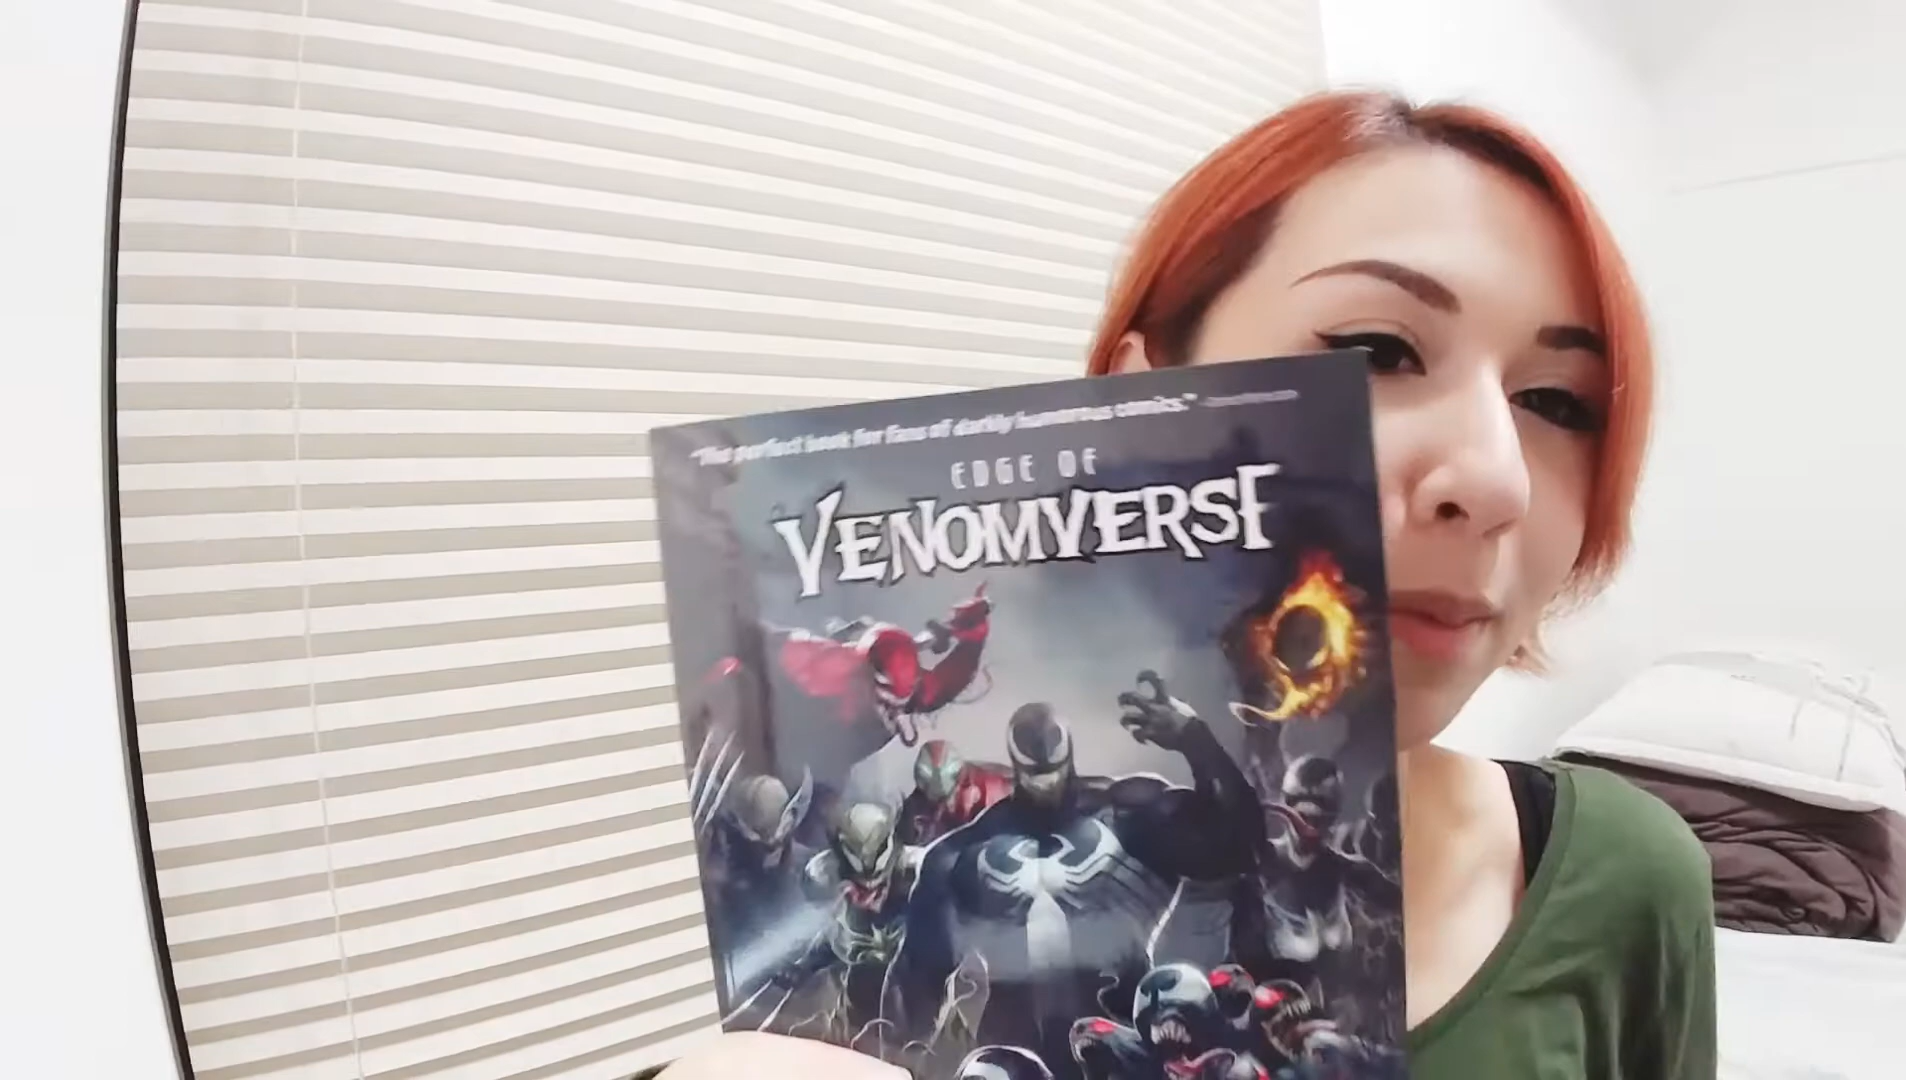 "The perfect book for fans of darkly humorous comics."
EDGE OF
VENOMVERSE